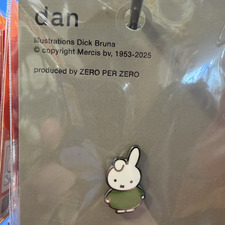 dan
illustrations Dick Bruna
© copyright Mercis bv, 1953-2025
produced by ZERO PER ZERO